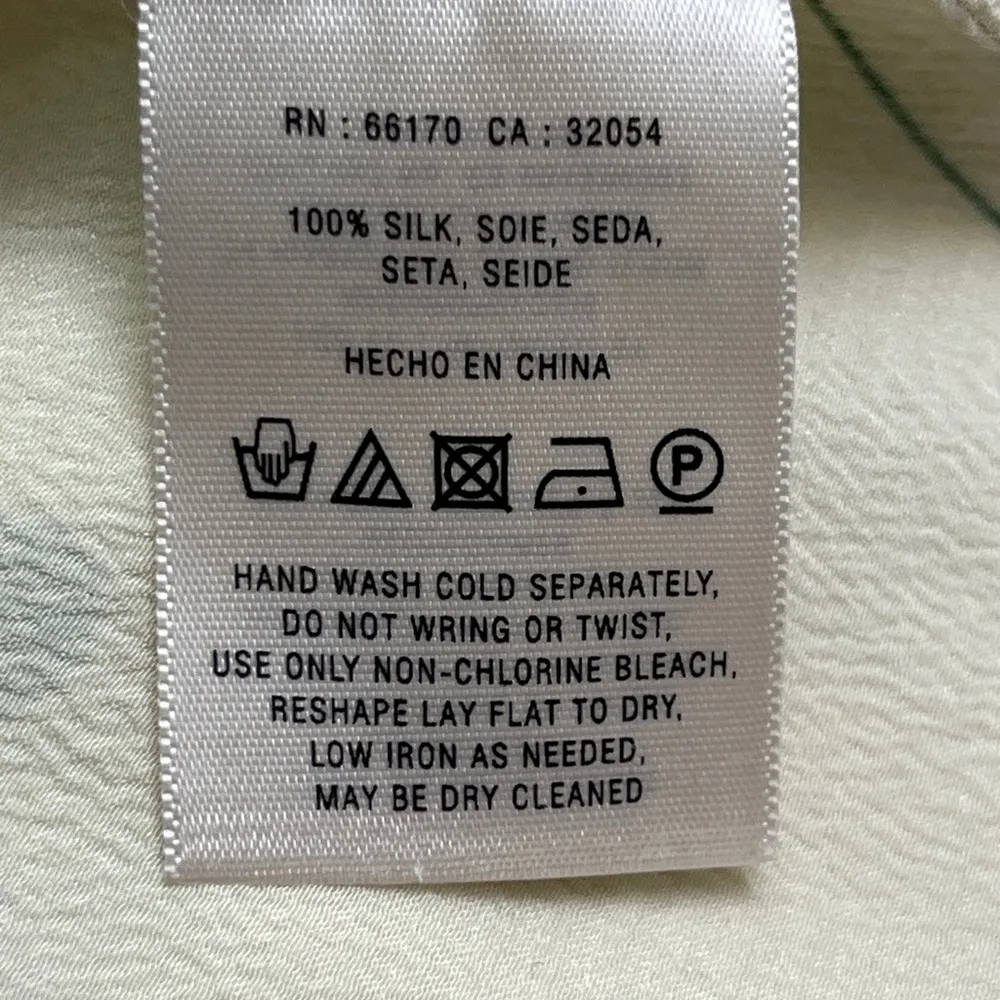 RN : 66170 CA : 32054
100% SILK, SOIE, SEDA,
SETA, SEIDE
HECHO EN CHINA
P
HAND WASH COLD SEPARATELY,
DO NOT WRING OR TWIST,
USE ONLY NON-CHLORINE BLEACH,
RESHAPE LAY FLAT TO DRY,
LOW IRON AS NEEDED,
MAY BE DRY CLEANED